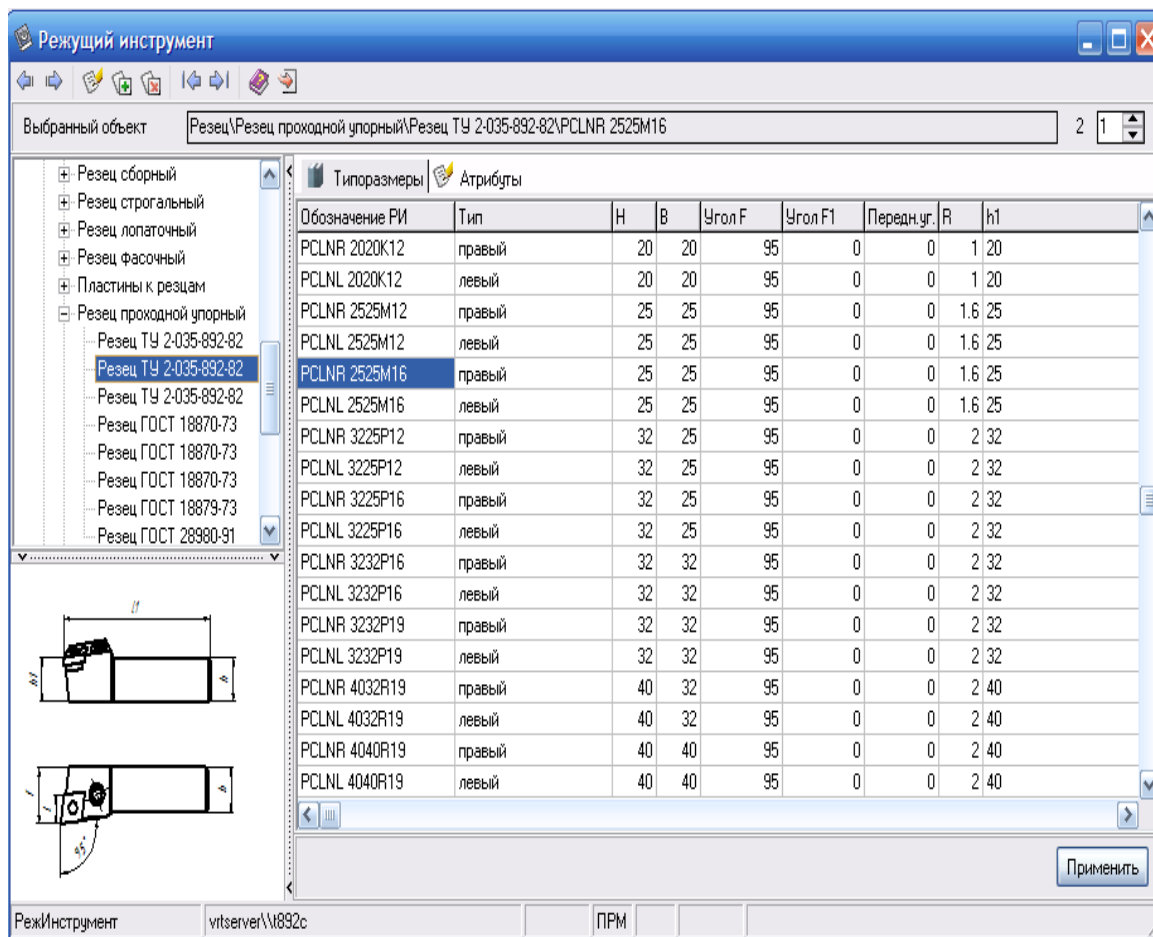 Режущий инструмент
Выбранный объект Резец\Резец проходной упорный\Резец ТУ 2-035-892-82\PCLNR 2525M16 2 1
Резец сборный
Резец строгальный
Резец лопаточный
Резец фасочный
Пластины к резцам
Резец проходной упорный
Резец ТУ 2-035-892-82
Резец ТУ 2-035-892-82
Резец ТУ 2-035-892-82
Резец ГОСТ 18870-73
Резец ГОСТ 18870-73
Резец ГОСТ 18870-73
Резец ГОСТ 18879-73
Резец ГОСТ 28980-91
Типоразмеры Атрибуты
Обозначение РИ Тип H B Угол F Угол F1 Передн.уг. R h1
PCLNR 2020K12 правый 20 20 95 0 0 1 20
PCLNL 2020K12 левый 20 20 95 0 0 1 20
PCLNR 2525M12 правый 25 25 95 0 0 1.6 25
PCLNL 2525M12 левый 25 25 95 0 0 1.6 25
PCLNR 2525M16 правый 25 25 95 0 0 1.6 25
PCLNL 2525M16 левый 25 25 95 0 0 1.6 25
PCLNR 3225P12 правый 32 25 95 0 0 2 32
PCLNL 3225P12 левый 32 25 95 0 0 2 32
PCLNR 3225P16 правый 32 25 95 0 0 2 32
PCLNL 3225P16 левый 32 25 95 0 0 2 32
PCLNR 3232P16 правый 32 32 95 0 0 2 32
PCLNL 3232P16 левый 32 32 95 0 0 2 32
PCLNR 3232P19 правый 32 32 95 0 0 2 32
PCLNL 3232P19 левый 32 32 95 0 0 2 32
PCLNR 4032R19 правый 40 32 95 0 0 2 40
PCLNL 4032R19 левый 40 32 95 0 0 2 40
PCLNR 4040R19 правый 40 40 95 0 0 2 40
PCLNL 4040R19 левый 40 40 95 0 0 2 40
95°
Применить
РежИнструмент vrtserver\\t892c ПРМ